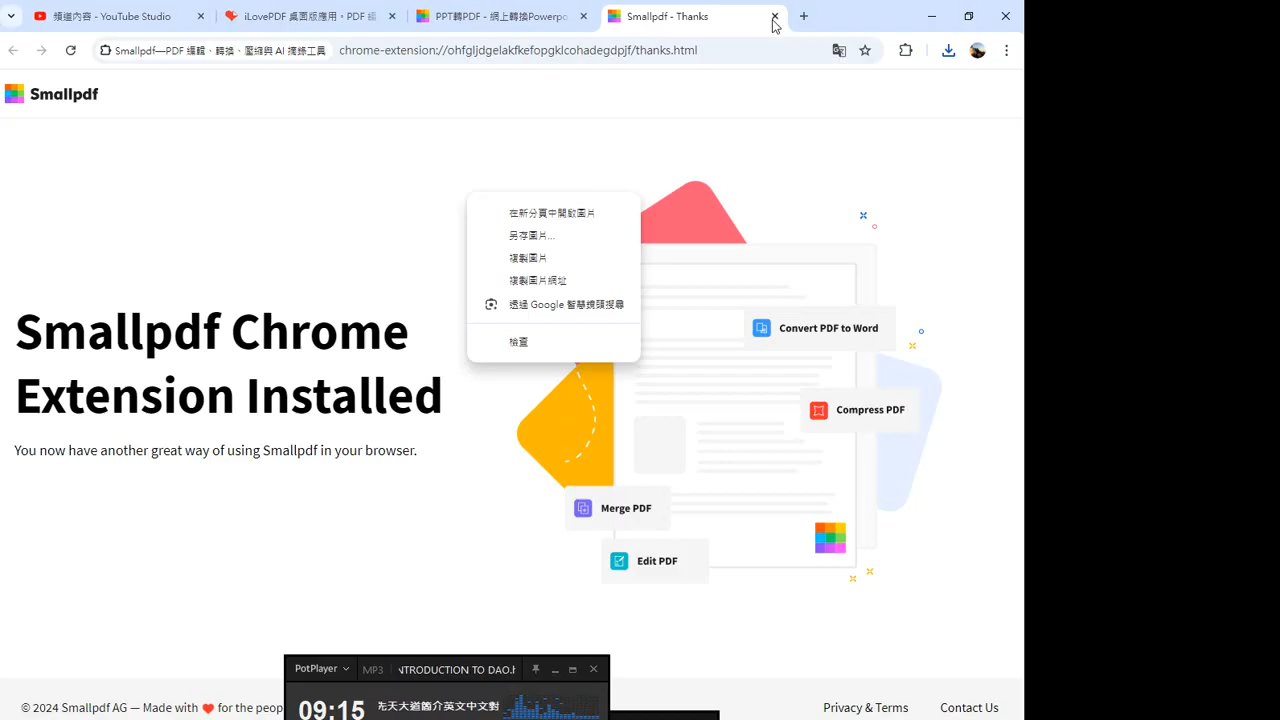 頻道內容 - YouTube Studio
iLovePDF 桌面版應用 - PDF 編
PPT轉PDF - 線上轉換Powerpo
Smallpdf - Thanks
Smallpdf—PDF 編輯、轉換、壓縮與 AI 摘錄工具
chrome-extension://ohfgljdgelakfkefopgklcohadegdpjf/thanks.html
Smallpdf
在新分頁中開啟圖片
另存圖片...
複製圖片
複製圖片網址
透過 Google 智慧鏡頭搜尋
檢查
Smallpdf Chrome
Extension Installed
You now have another great way of using Smallpdf in your browser.
Convert PDF to Word
Compress PDF
Merge PDF
Edit PDF
PotPlayer
MP3
NTRODUCTION TO DAO.
09:15
先天大道簡介英文中文
© 2024 Smallpdf AG — Made with
for the peop
Privacy & Terms
Contact Us